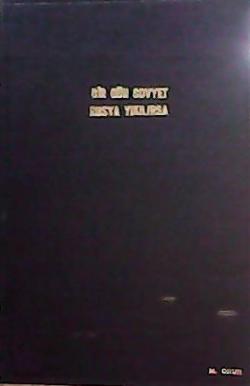 BİR GÜN SOVYET
RUSYA YIKILIRSA
M.